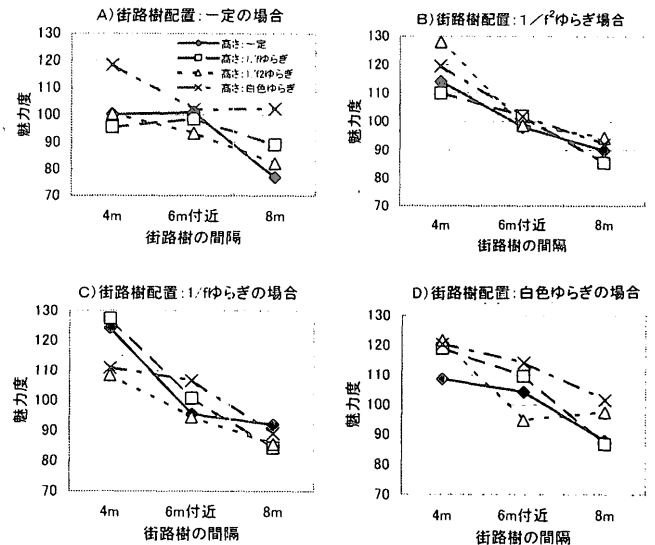 A)街路樹配置:一定の場合
130
120
110
100
90
80
70
魅力度
高さ:一定
高さ:1/fゆらぎ
高さ:1/f2ゆらぎ
高さ:白色ゆらぎ
4m 6m付近 8m
街路樹の間隔
B)街路樹配置:1/f²ゆらぎ場合
130
120
110
100
90
80
70
魅力度
4m 6m付近 8m
街路樹の間隔
C)街路樹配置:1/fゆらぎの場合
130
120
110
100
90
80
70
魅力度
4m 6m付近 8m
街路樹の間隔
D)街路樹配置:白色ゆらぎの場合
130
120
110
100
90
80
70
魅力度
4m 6m付近 8m
街路樹の間隔